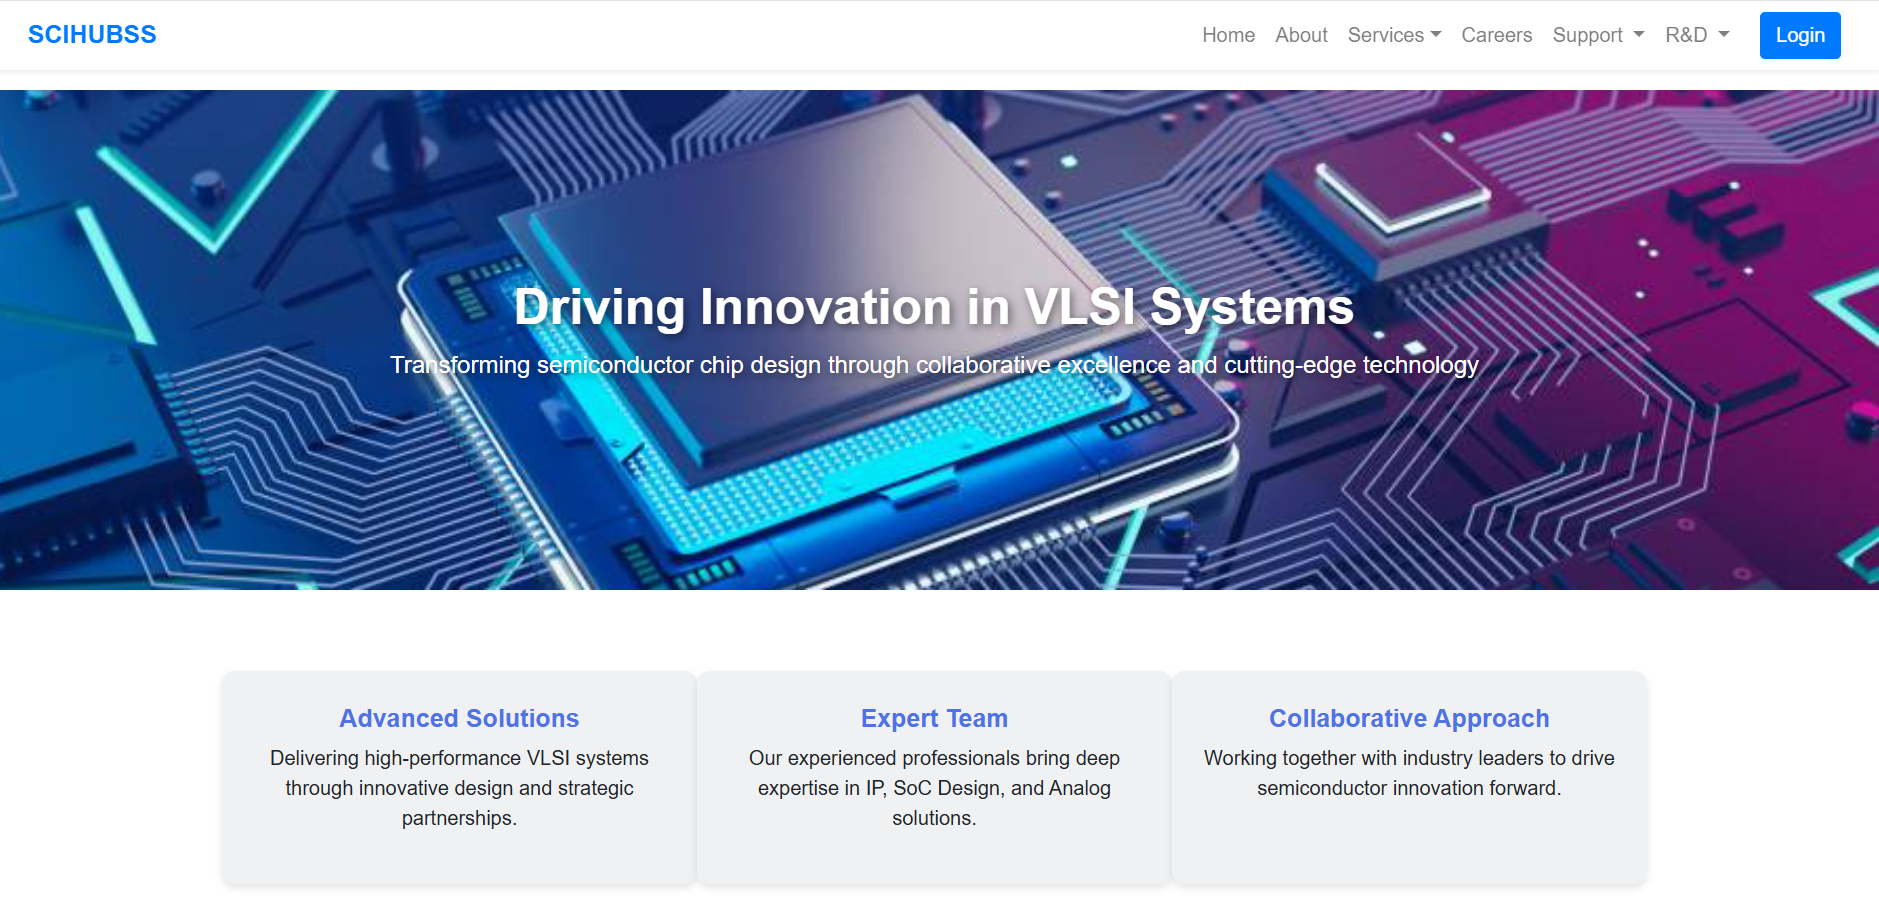 SCIHUBSS
Home About Services Careers Support R&D Login
Driving Innovation in VLSI Systems
Transforming semiconductor chip design through collaborative excellence and cutting-edge technology
Advanced Solutions
Delivering high-performance VLSI systems
through innovative design and strategic
partnerships.
Expert Team
Our experienced professionals bring deep
expertise in IP, SoC Design, and Analog
solutions.
Collaborative Approach
Working together with industry leaders to drive
semiconductor innovation forward.